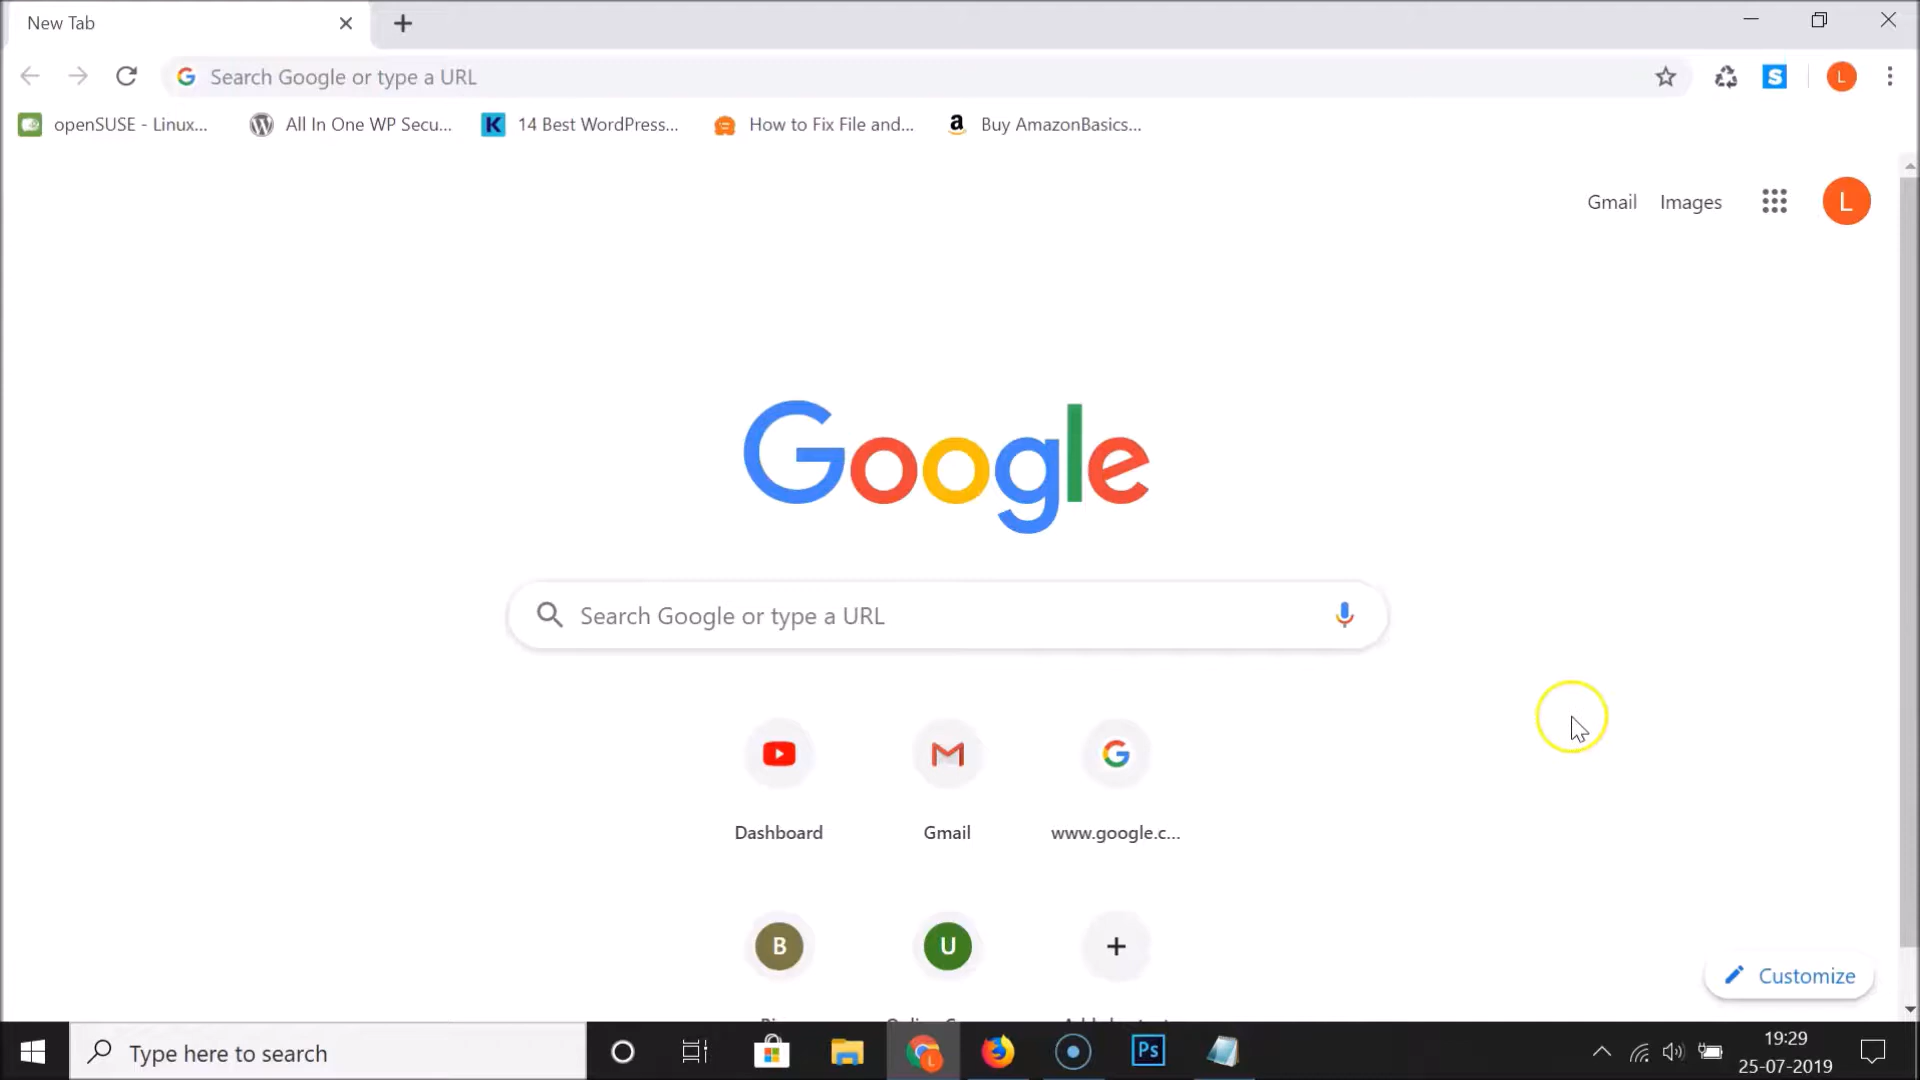 New Tab
Search Google or type a URL
S
L
openSUSE - Linux...
All In One WP Secu...
K
14 Best WordPress...
How to Fix File and...
a
Buy AmazonBasics...
Gmail
Images
L
Google
Search Google or type a URL
Dashboard
Gmail
www.google.c...
B
U
Customize
Type here to search
L
Ps
19:29
25-07-2019